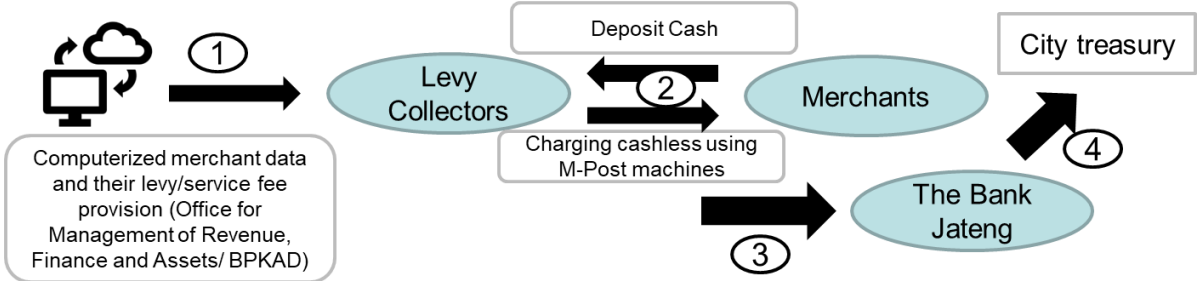 Deposit Cash
City treasury
1
Levy
Collectors
2
Merchants
Charging cashless using
M-Post machines
4
Computerized merchant data
and their levy/service fee
provision (Office for
Management of Revenue,
Finance and Assets/ BPKAD)
The Bank
Jateng
3